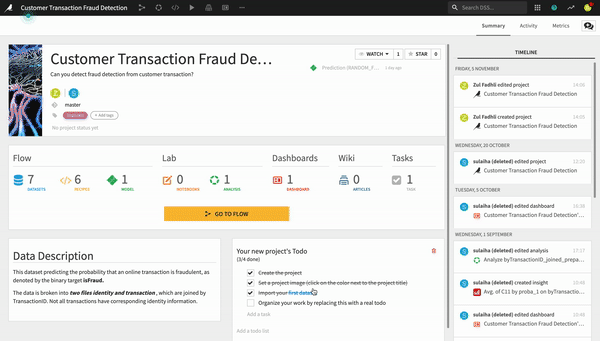 Customer Transaction Fraud Detection
Search DSS...
Summary
Activity
Metrics
Customer Transaction Fraud De...
WATCH
1
STAR
0
Can you detect fraud detection from customer transaction?
master
+ Add tags
No project status yet
Flow
Lab
Dashboards
Wiki
Tasks
7 DATASETS
6 RECIPES
1 MODEL
0 NOTEBOOKS
1 ANALYSIS
1 DASHBOARD
0 ARTICLES
1 TASK
GO TO FLOW
Data Description
This dataset predicting the probability that an online transaction is fraudulent, as
denoted by the binary target isFraud.
The data is broken into two files identity and transaction, which are joined by
TransactionID. Not all transactions have corresponding identity information.
Your new project's Todo
(3/4 done)
Create the project
Set a project image (click on the color next to the project title)
Import your first dataset
Organize your work by replacing this with a real todo
Add a task
Add a todo list
TIMELINE
FRIDAY, 5 NOVEMBER
Zul Fadhli edited project
14:06
Customer Transaction Fraud Detection
Zul Fadhli created project
14:05
Customer Transaction Fraud Detection
WEDNESDAY, 20 OCTOBER
sulaiha (deleted) edited project
Customer Transaction Fraud Detection
TUESDAY, 5 OCTOBER
sulaiha (deleted) edited dashboard
Customer Transaction Fraud Detection'...
WEDNESDAY, 1 SEPTEMBER
sulaiha (deleted) edited analysis
Analyze byTransactionID_joined_prepa...
sulaiha (deleted) created insight
Avg. of C11 by proba_1 on byTransactio...
sulaiha (deleted) edited dashboard
Customer Transaction Fraud Detection'...